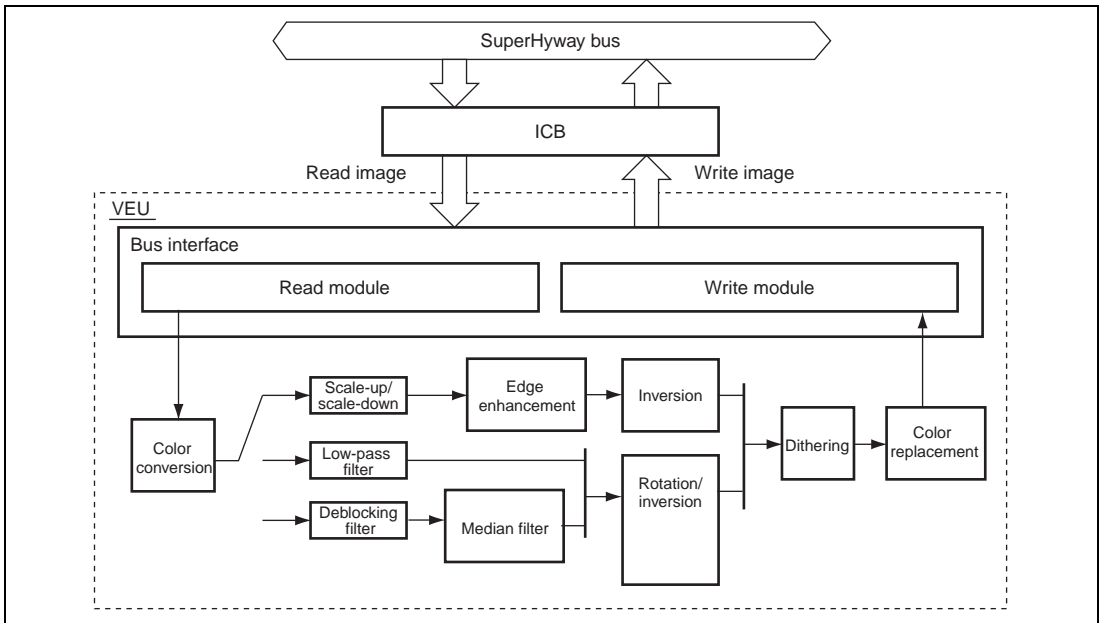 SuperHyway bus
ICB
Read image
Write image
VEU
Bus interface
Read module
Write module
Scale-up/
scale-down
Edge
enhancement
Inversion
Color
conversion
Low-pass
filter
Dithering
Color
replacement
Rotation/
inversion
Deblocking
filter
Median filter